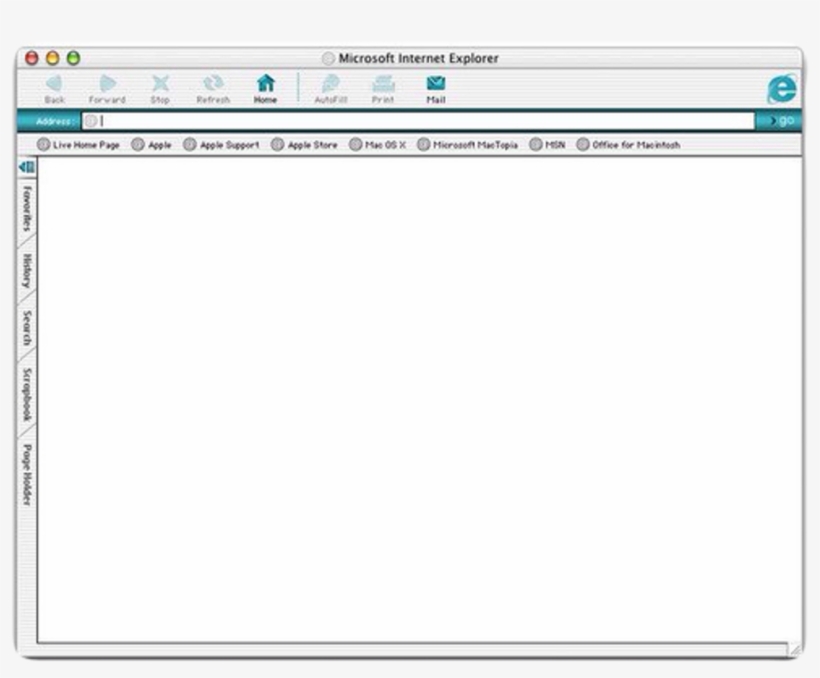 Microsoft Internet Explorer
Back Forward Stop Refresh Home AutoFill Print Mail
Address: go
Live Home Page Apple Apple Support Apple Store Mac OS X Microsoft MacTopia MSN Office for Macintosh
Favorites
History
Search
Scrapbook
Page Holder